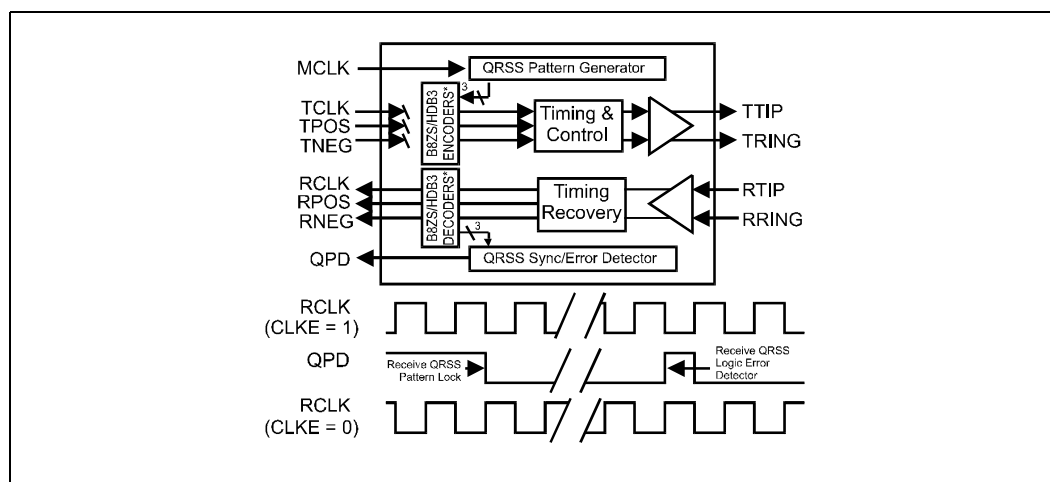 MCLK
QRSS Pattern Generator
3
TCLK
TPOS
TNEG
B8ZS/HDB3
ENCODERS*
Timing &
Control
TTIP
TRING
RCLK
RPOS
RNEG
B8ZS/HDB3
DECODERS*
Timing
Recovery
RTIP
RRING
3
QPD
QRSS Sync/Error Detector
RCLK
(CLKE = 1)
QPD
Receive QRSS
Pattern Lock
Receive QRSS
Logic Error
Detector
RCLK
(CLKE = 0)